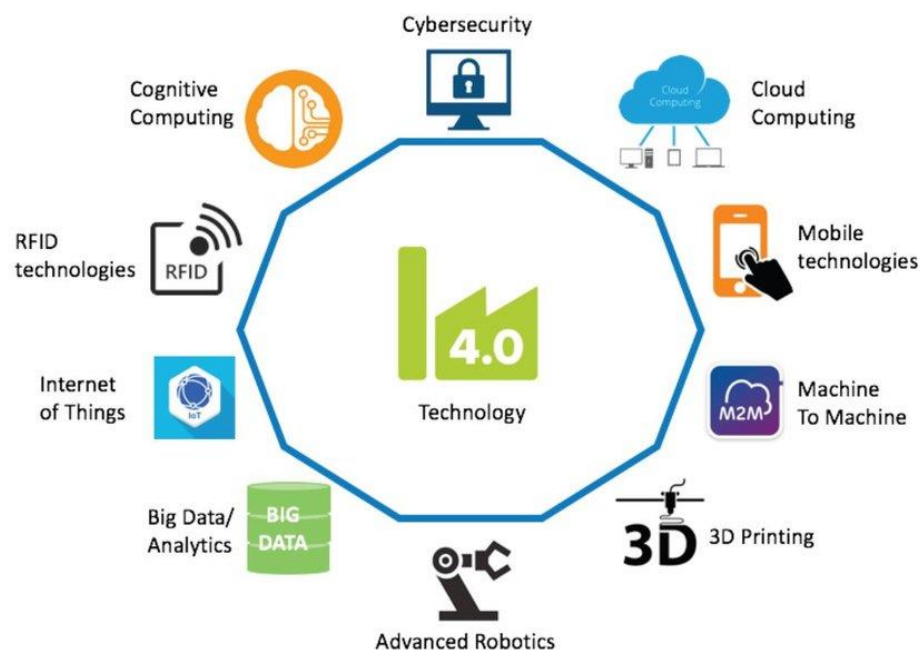 Cybersecurity
Cognitive
Computing
Cloud
Computing
Cloud
Computing
RFID
technologies
RFID
Mobile
technologies
4.0
Technology
Internet
of Things
IoT
M2M
Machine
To Machine
Big Data/
Analytics
BIG
DATA
3D
3D Printing
Advanced Robotics